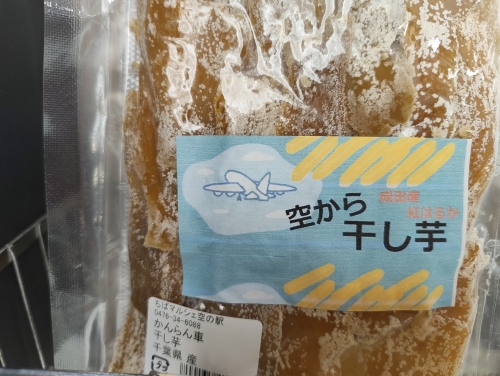 成田産
紅はるか
空から
干し芋
ちばマルシェ空の駅
0476-34-6088
かんらん車
干し芋
千葉県 産